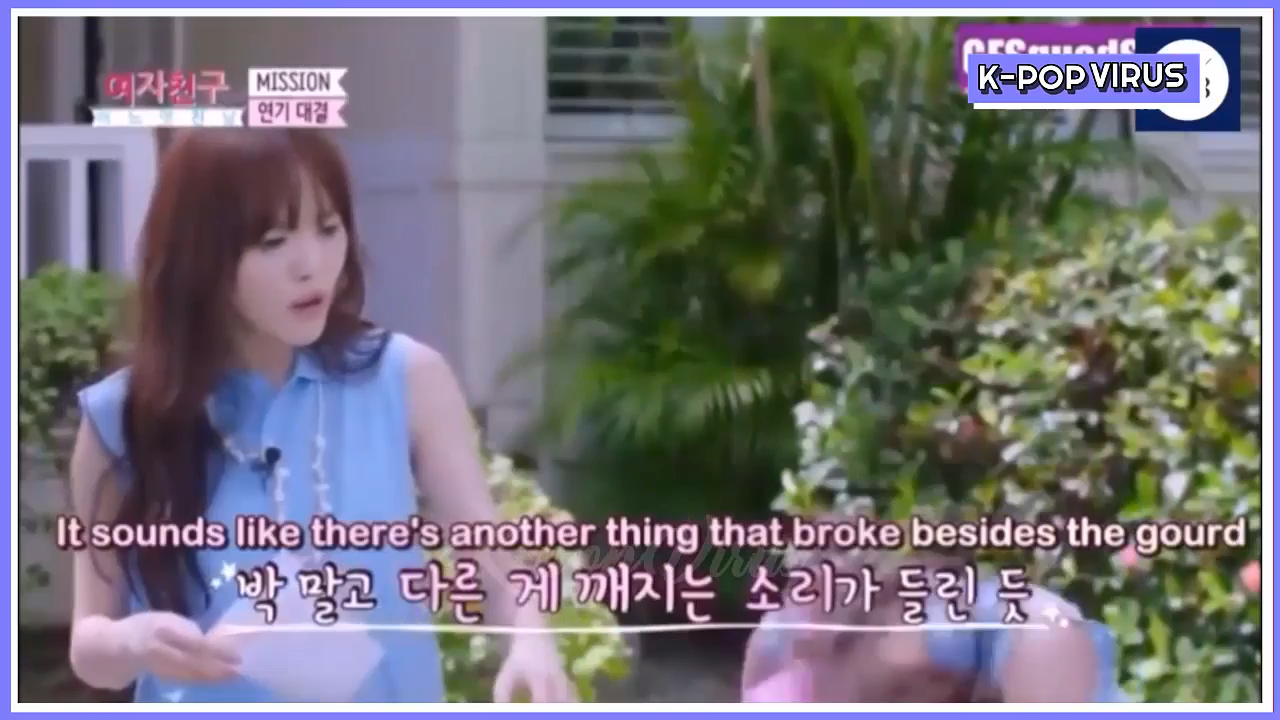 여자친구
MISSION
연기 대결
K-POP VIRUS
It sounds like there's another thing that broke besides the gourd
박 말고 다른 게 깨지는 소리가 들린 듯